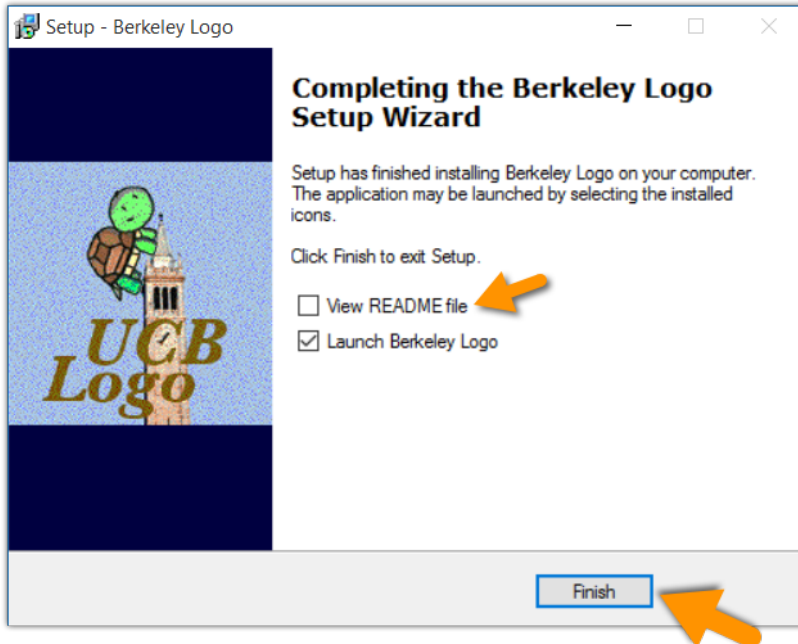 Setup - Berkeley Logo
Completing the Berkeley Logo
Setup Wizard
Setup has finished installing Berkeley Logo on your computer.
The application may be launched by selecting the installed
icons.
Click Finish to exit Setup.
View README file
Launch Berkeley Logo
UCB
Logo
Finish